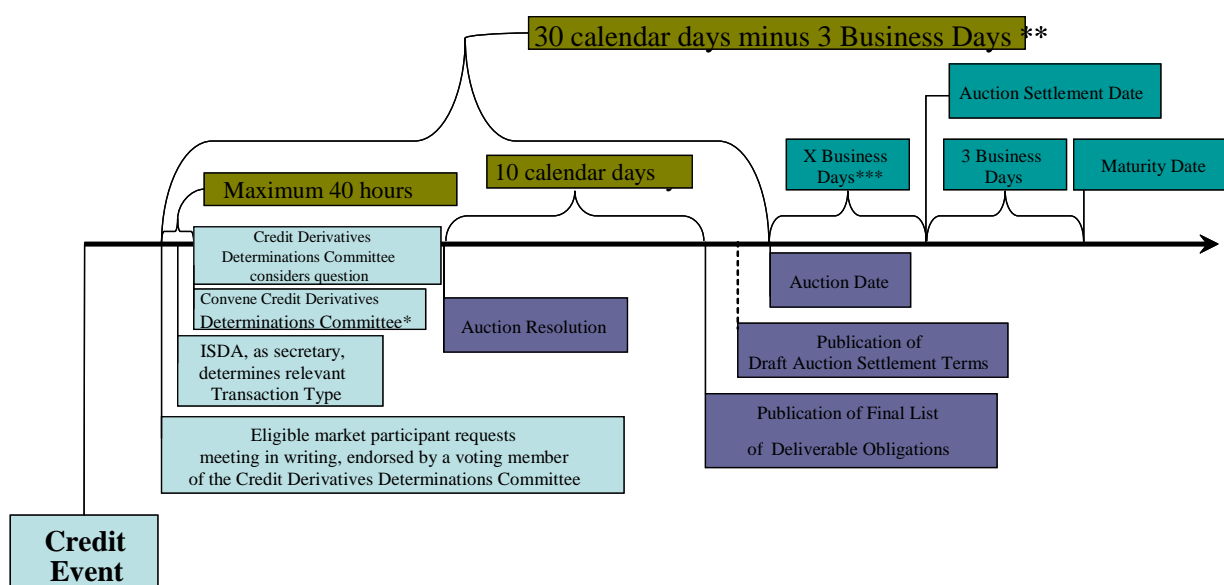 30 calendar days minus 3 Business Days **
Auction Settlement Date
X Business
Days***
3 Business
Days
Maturity Date
10 calendar days
Maximum 40 hours
Credit Derivatives
Determinations Committee
considers question
Convene Credit Derivatives
Determinations Committee*
ISDA, as secretary,
determines relevant
Transaction Type
Eligible market participant requests
meeting in writing, endorsed by a voting member
of the Credit Derivatives Determinations Committee
Auction Resolution
Auction Date
Publication of
Draft Auction Settlement Terms
Publication of Final List
of Deliverable Obligations
Credit
Event